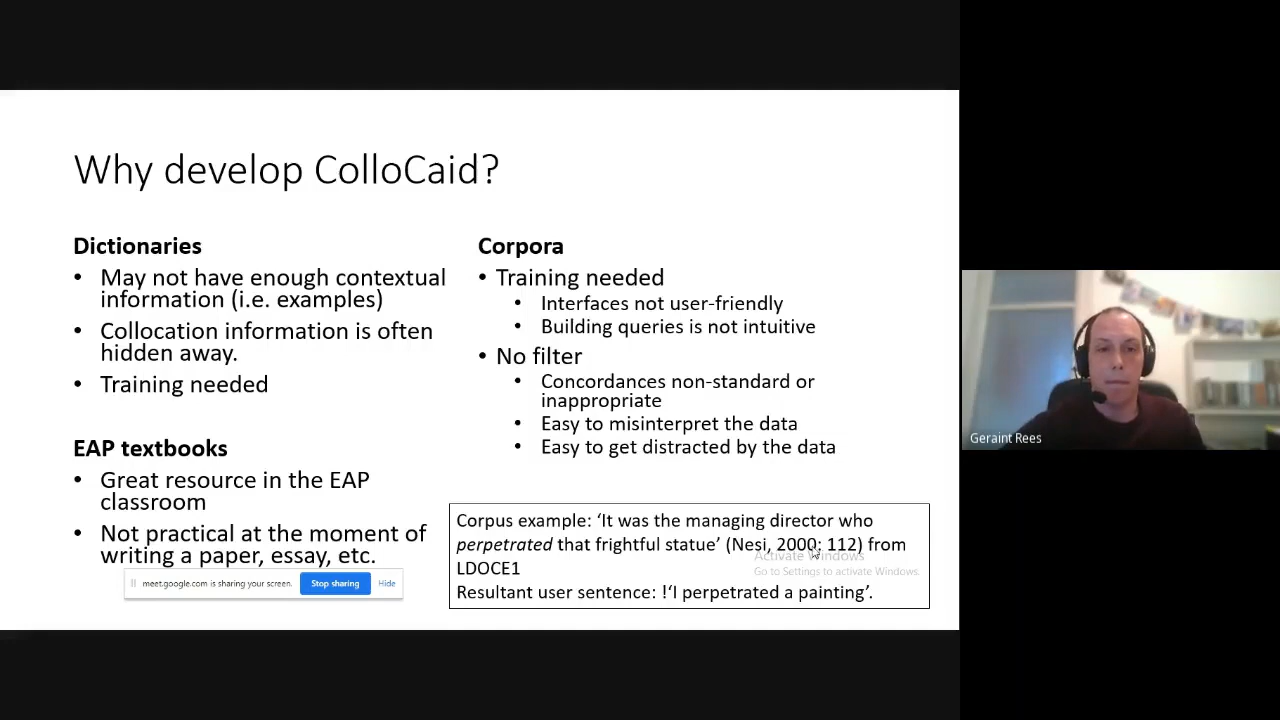 Why develop ColloCaid?
Dictionaries
• May not have enough contextual
information (i.e. examples)
• Collocation information is often
hidden away.
• Training needed
EAP textbooks
• Great resource in the EAP
classroom
• Not practical at the moment of
writing a paper, essay, etc.
Corpora
• Training needed
• Interfaces not user-friendly
• Building queries is not intuitive
• No filter
• Concordances non-standard or
inappropriate
• Easy to misinterpret the data
• Easy to get distracted by the data
Corpus example: ‘It was the managing director who
perpetrated that frightful statue’ (Nesi, 2000: 112) from
LDOCE1
Resultant user sentence: !‘I perpetrated a painting’.
Activate Windows
Go to Settings to activate Windows.
meet.google.com is sharing your screen.
Stop sharing
Hide
Geraint Rees